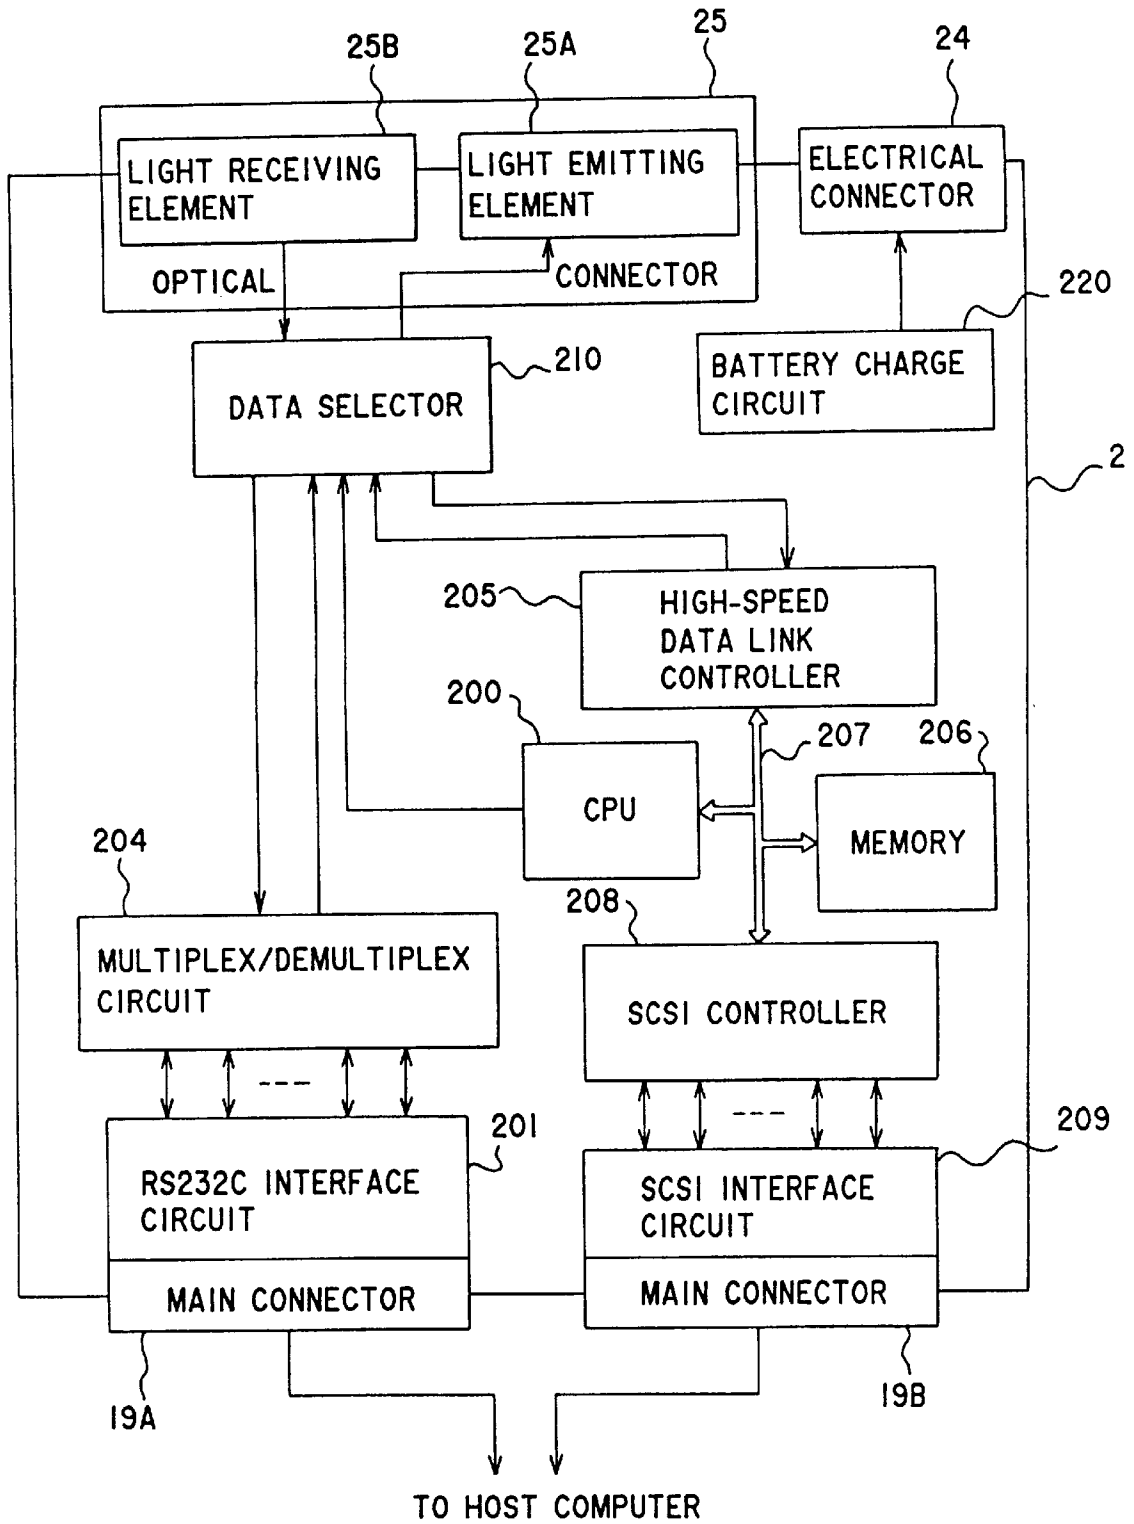 25
25B
25A
24
LIGHT RECEIVING
ELEMENT
LIGHT EMITTING
ELEMENT
ELECTRICAL
CONNECTOR
OPTICAL
CONNECTOR
220
210
BATTERY CHARGE
CIRCUIT
DATA SELECTOR
2
205
HIGH-SPEED
DATA LINK
CONTROLLER
200
207
206
CPU
MEMORY
204
208
MULTIPLEX/DEMULTIPLEX
CIRCUIT
SCSI CONTROLLER
201
209
RS232C INTERFACE
CIRCUIT
SCSI INTERFACE
CIRCUIT
MAIN CONNECTOR
MAIN CONNECTOR
19A
19B
TO HOST COMPUTER